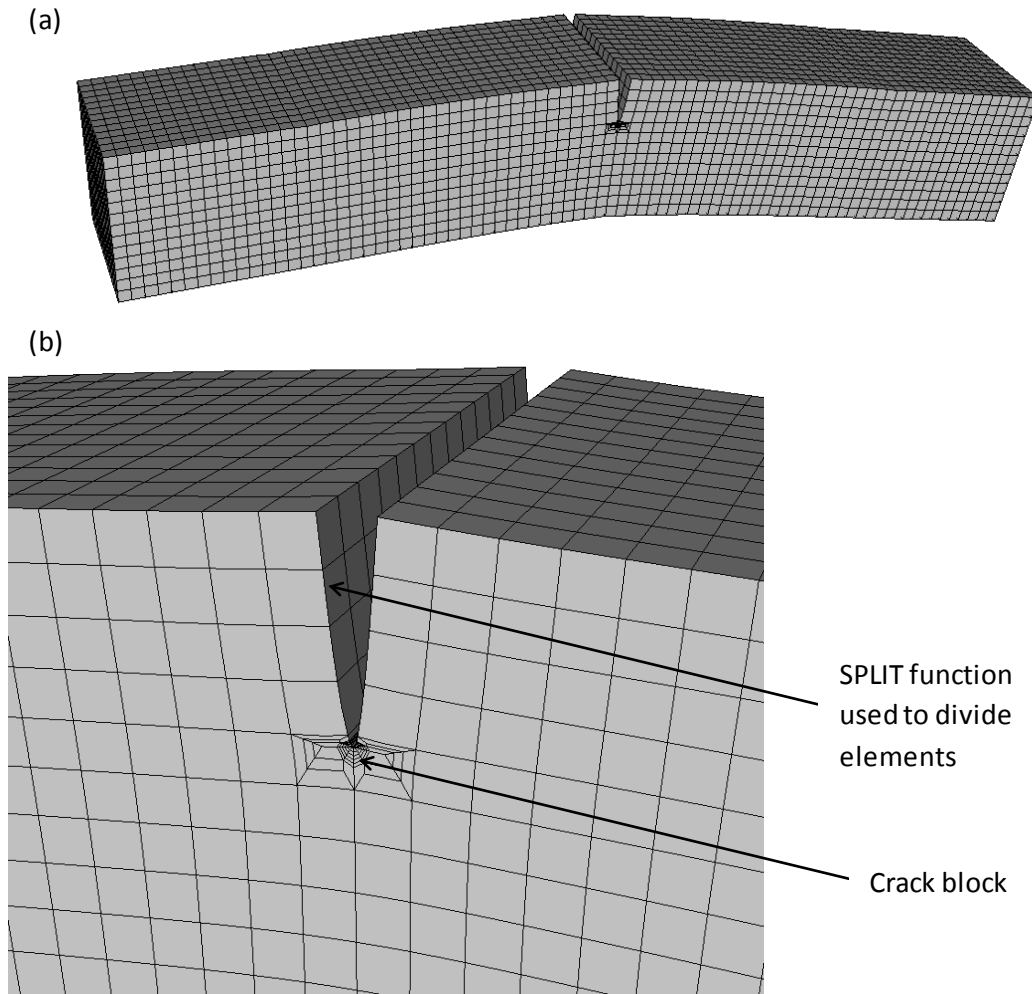 (a)
(b)
SPLIT function
used to divide
elements
Crack block